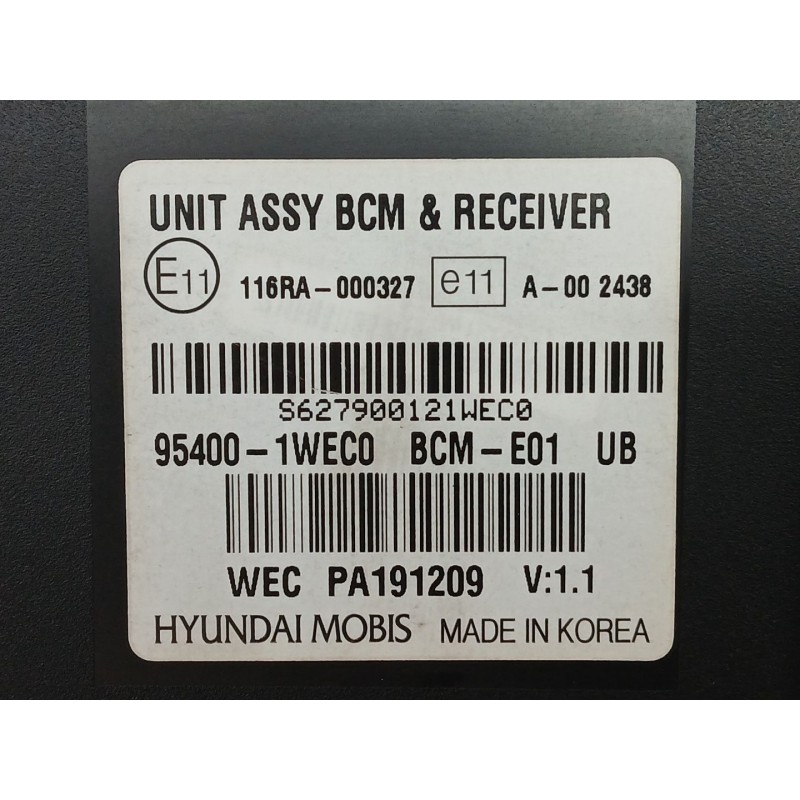 UNIT ASSY BCM & RECEIVER
E11 116RA-000327 e11 A-00 2438
S627900121WEC0
95400-1WEC0 BCM-E01 UB
WEC PA191209 V:1.1
HYUNDAI MOBIS MADE IN KOREA